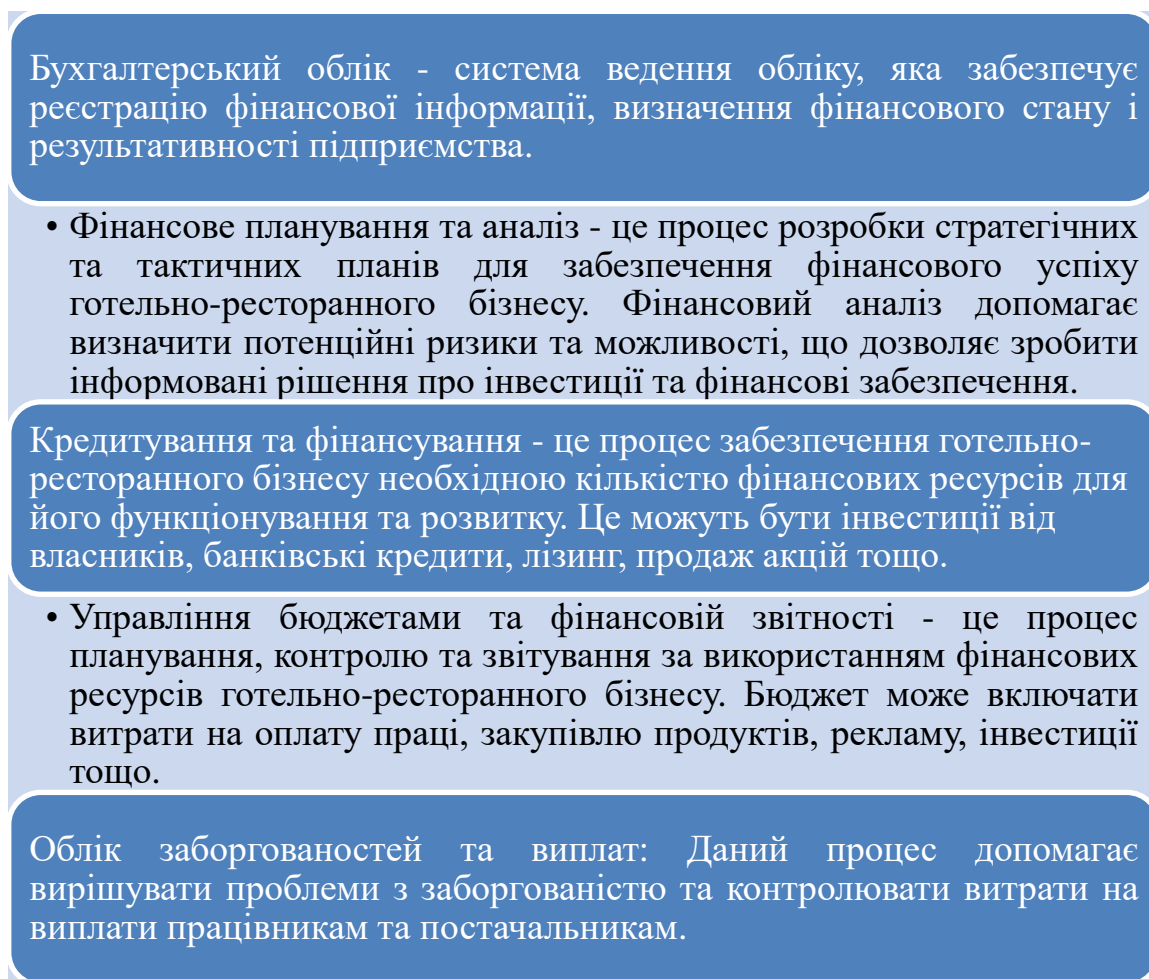 Бухгалтерський облік - система ведення обліку, яка забезпечує
реєстрацію фінансової інформації, визначення фінансового стану і
результативності підприємства.
• Фінансове планування та аналіз - це процес розробки стратегічних
та тактичних планів для забезпечення фінансового успіху
готельно-ресторанного бізнесу. Фінансовий аналіз допомагає
визначити потенційні ризики та можливості, що дозволяє зробити
інформовані рішення про інвестиції та фінансові забезпечення.
Кредитування та фінансування - це процес забезпечення готельно-
ресторанного бізнесу необхідною кількістю фінансових ресурсів для
його функціонування та розвитку. Це можуть бути інвестиції від
власників, банківські кредити, лізинг, продаж акцій тощо.
• Управління бюджетами та фінансовій звітності - це процес
планування, контролю та звітування за використанням фінансових
ресурсів готельно-ресторанного бізнесу. Бюджет може включати
витрати на оплату праці, закупівлю продуктів, рекламу, інвестиції
тощо.
Облік заборгованостей та виплат: Даний процес допомагає
вирішувати проблеми з заборгованістю та контролювати витрати на
виплати працівникам та постачальникам.